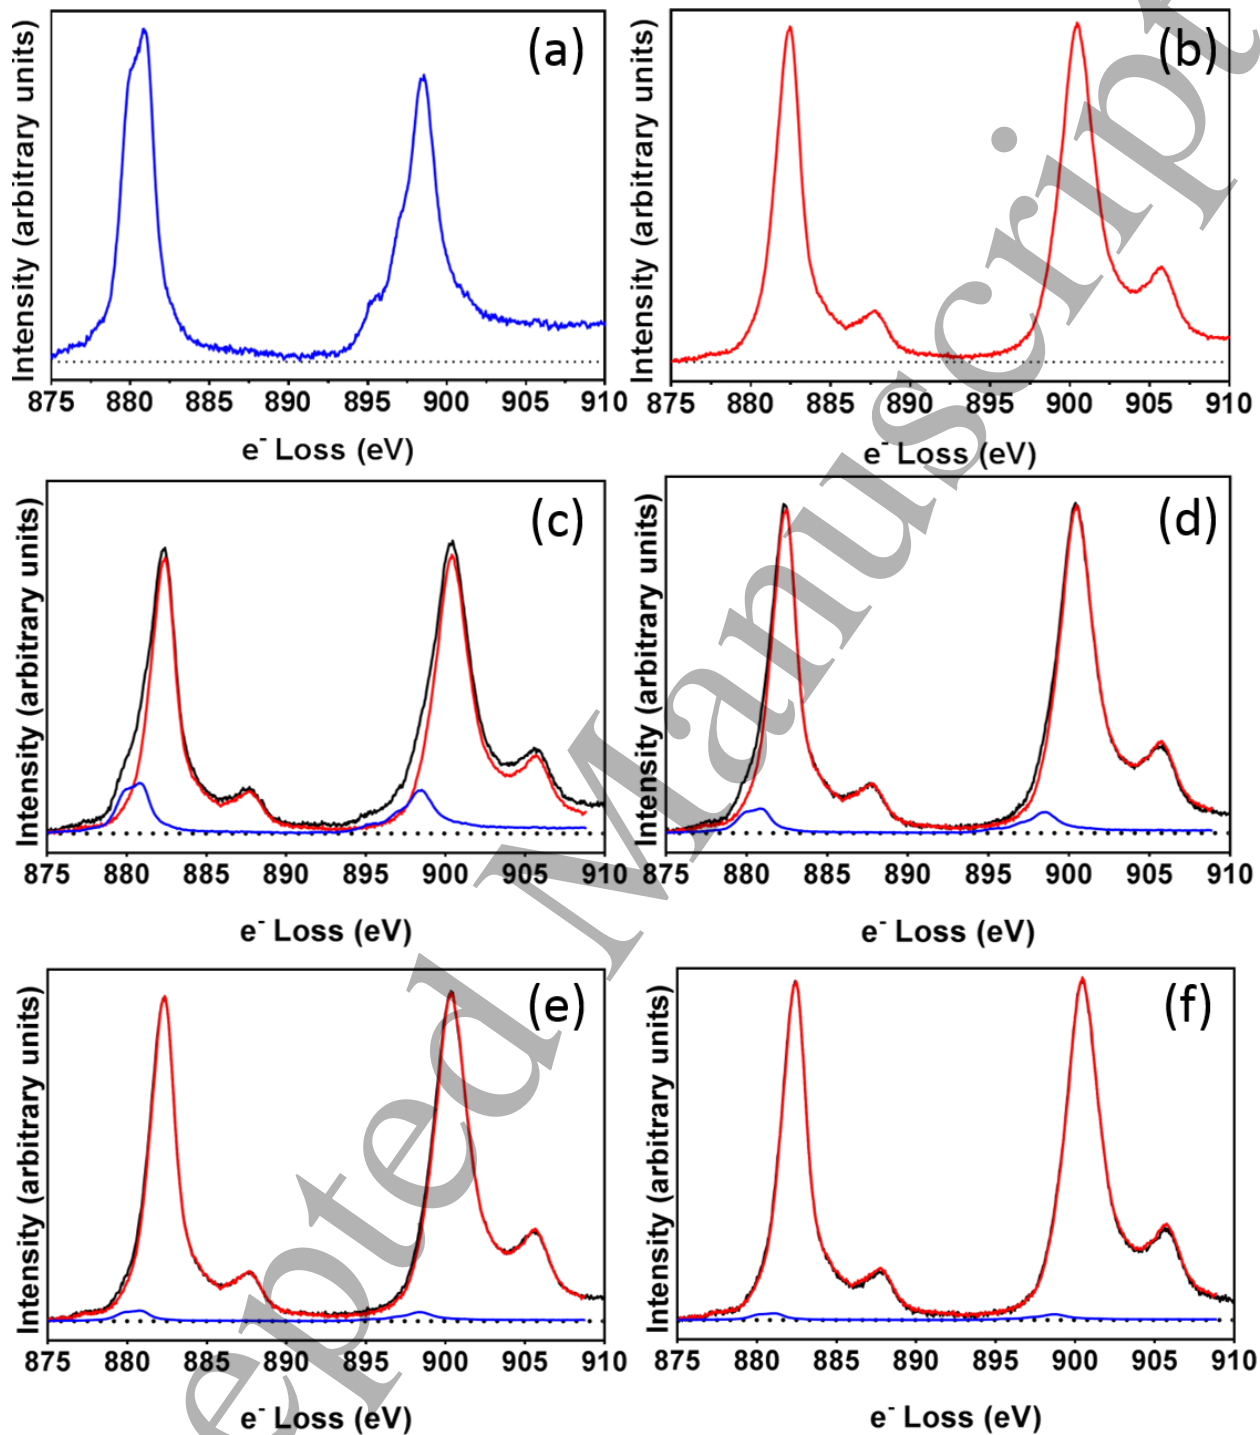 (a)
Intensity (arbitrary units)
875 880 885 890 895 900 905 910
e⁻ Loss (eV)
(b)
Intensity (arbitrary units)
875 880 885 890 895 900 905 910
e⁻ Loss (eV)
(c)
Intensity (arbitrary units)
875 880 885 890 895 900 905 910
e⁻ Loss (eV)
(d)
Intensity (arbitrary units)
875 880 885 890 895 900 905 910
e⁻ Loss (eV)
(e)
Intensity (arbitrary units)
875 880 885 890 895 900 905 910
e⁻ Loss (eV)
(f)
Intensity (arbitrary units)
875 880 885 890 895 900 905 910
e⁻ Loss (eV)
epted Manuscript